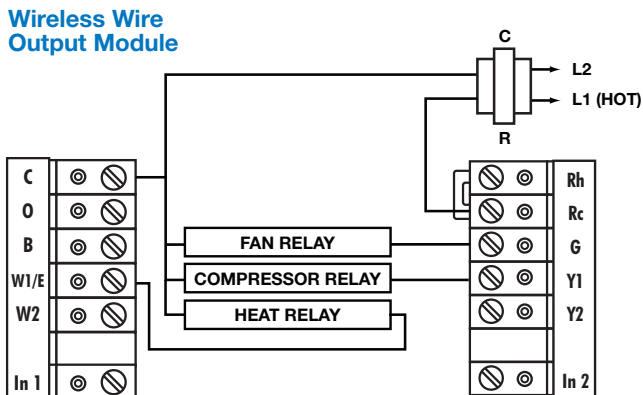 Wireless Wire
Output Module
C
L2
L1 (HOT)
R
C
O
B
W1/E
W2
In 1
FAN RELAY
COMPRESSOR RELAY
HEAT RELAY
Rh
Rc
G
Y1
Y2
In 2